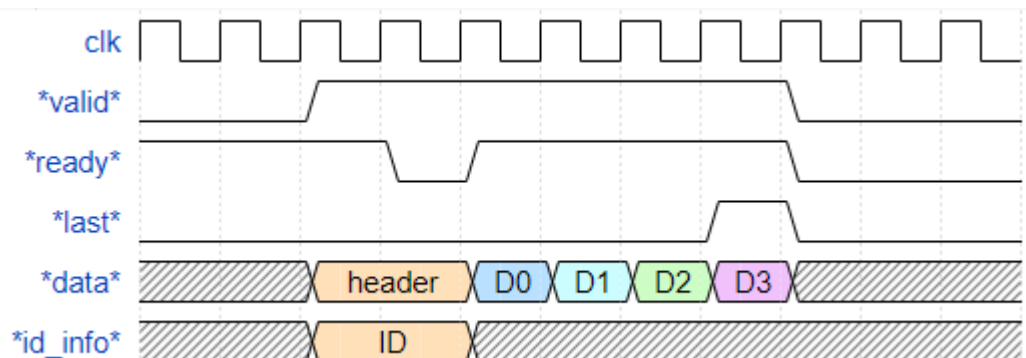 clk
*valid*
*ready*
*last*
*data* header D0 D1 D2 D3
*id_info* ID